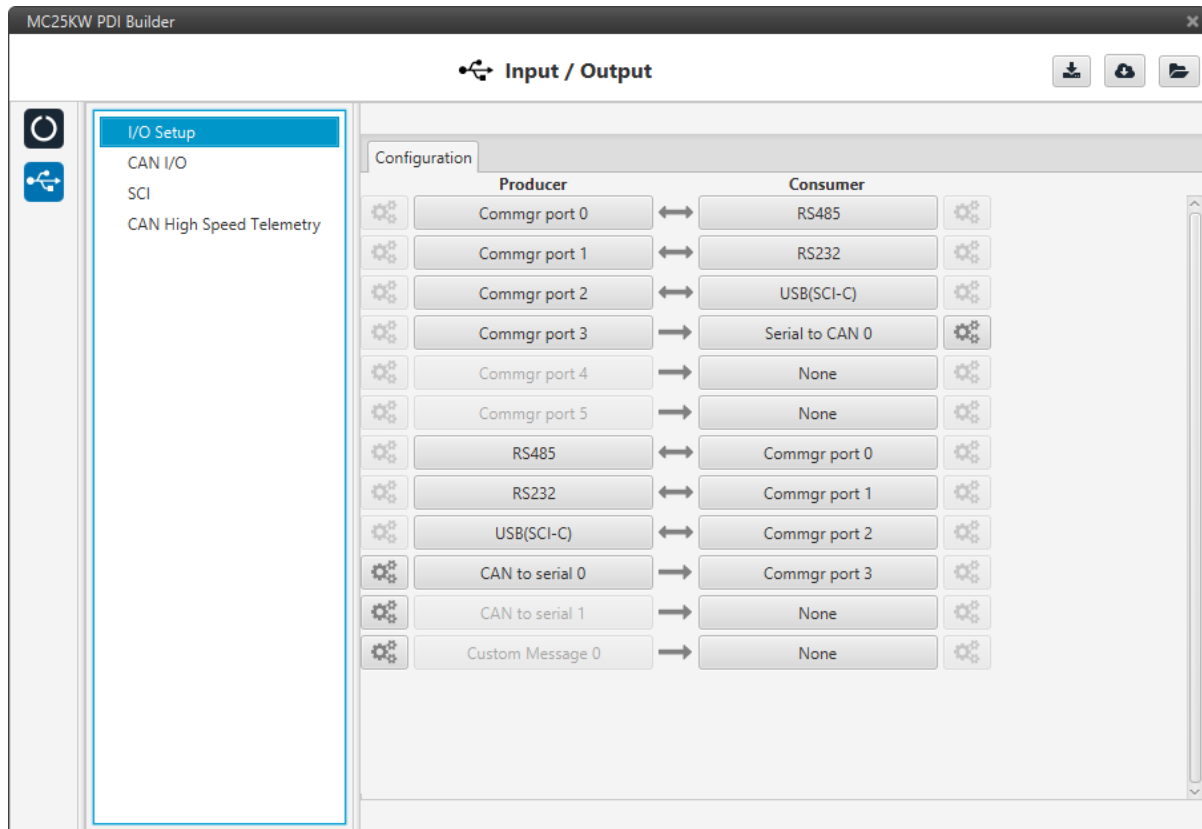 MC25KW PDI Builder
Input / Output
I/O Setup
CAN I/O
SCI
CAN High Speed Telemetry
Configuration
Producer Consumer
Commgr port 0 RS485
Commgr port 1 RS232
Commgr port 2 USB(SCI-C)
Commgr port 3 Serial to CAN 0
Commgr port 4 None
Commgr port 5 None
RS485 Commgr port 0
RS232 Commgr port 1
USB(SCI-C) Commgr port 2
CAN to serial 0 Commgr port 3
CAN to serial 1 None
Custom Message 0 None